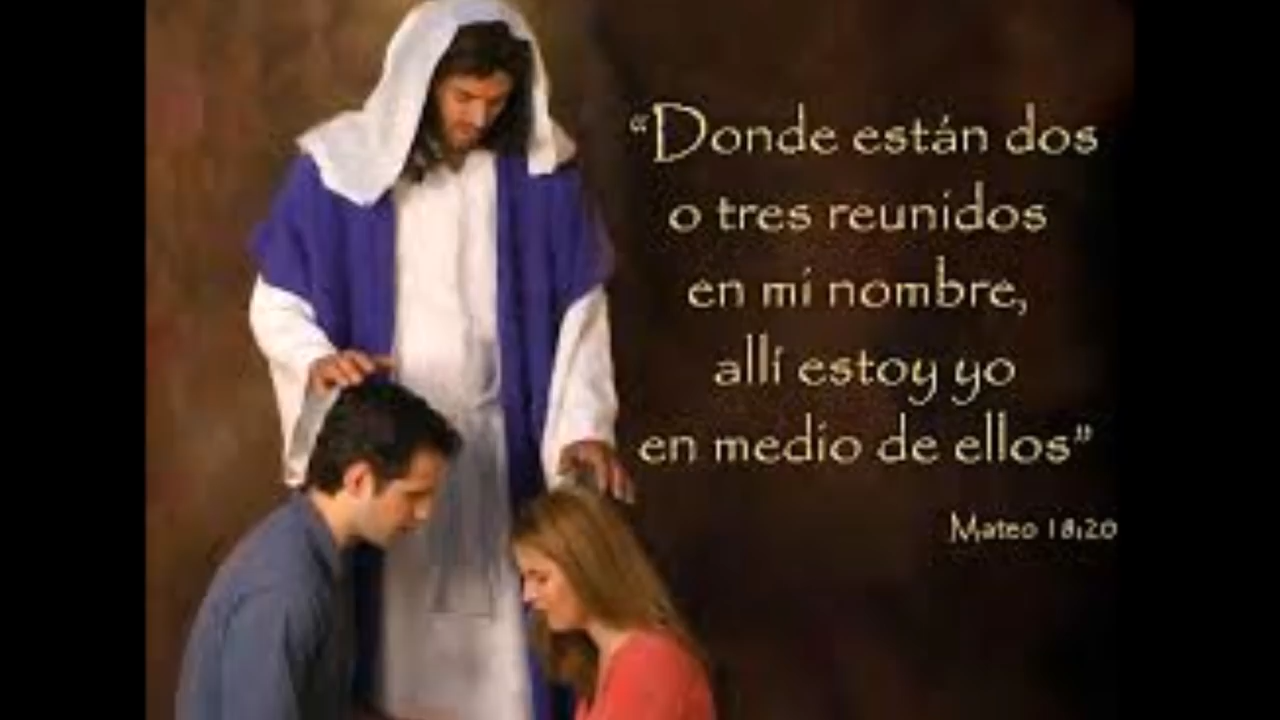 “Donde están dos
o tres reunidos
en mi nombre,
allí estoy yo
en medio de ellos”
Mateo 18:20